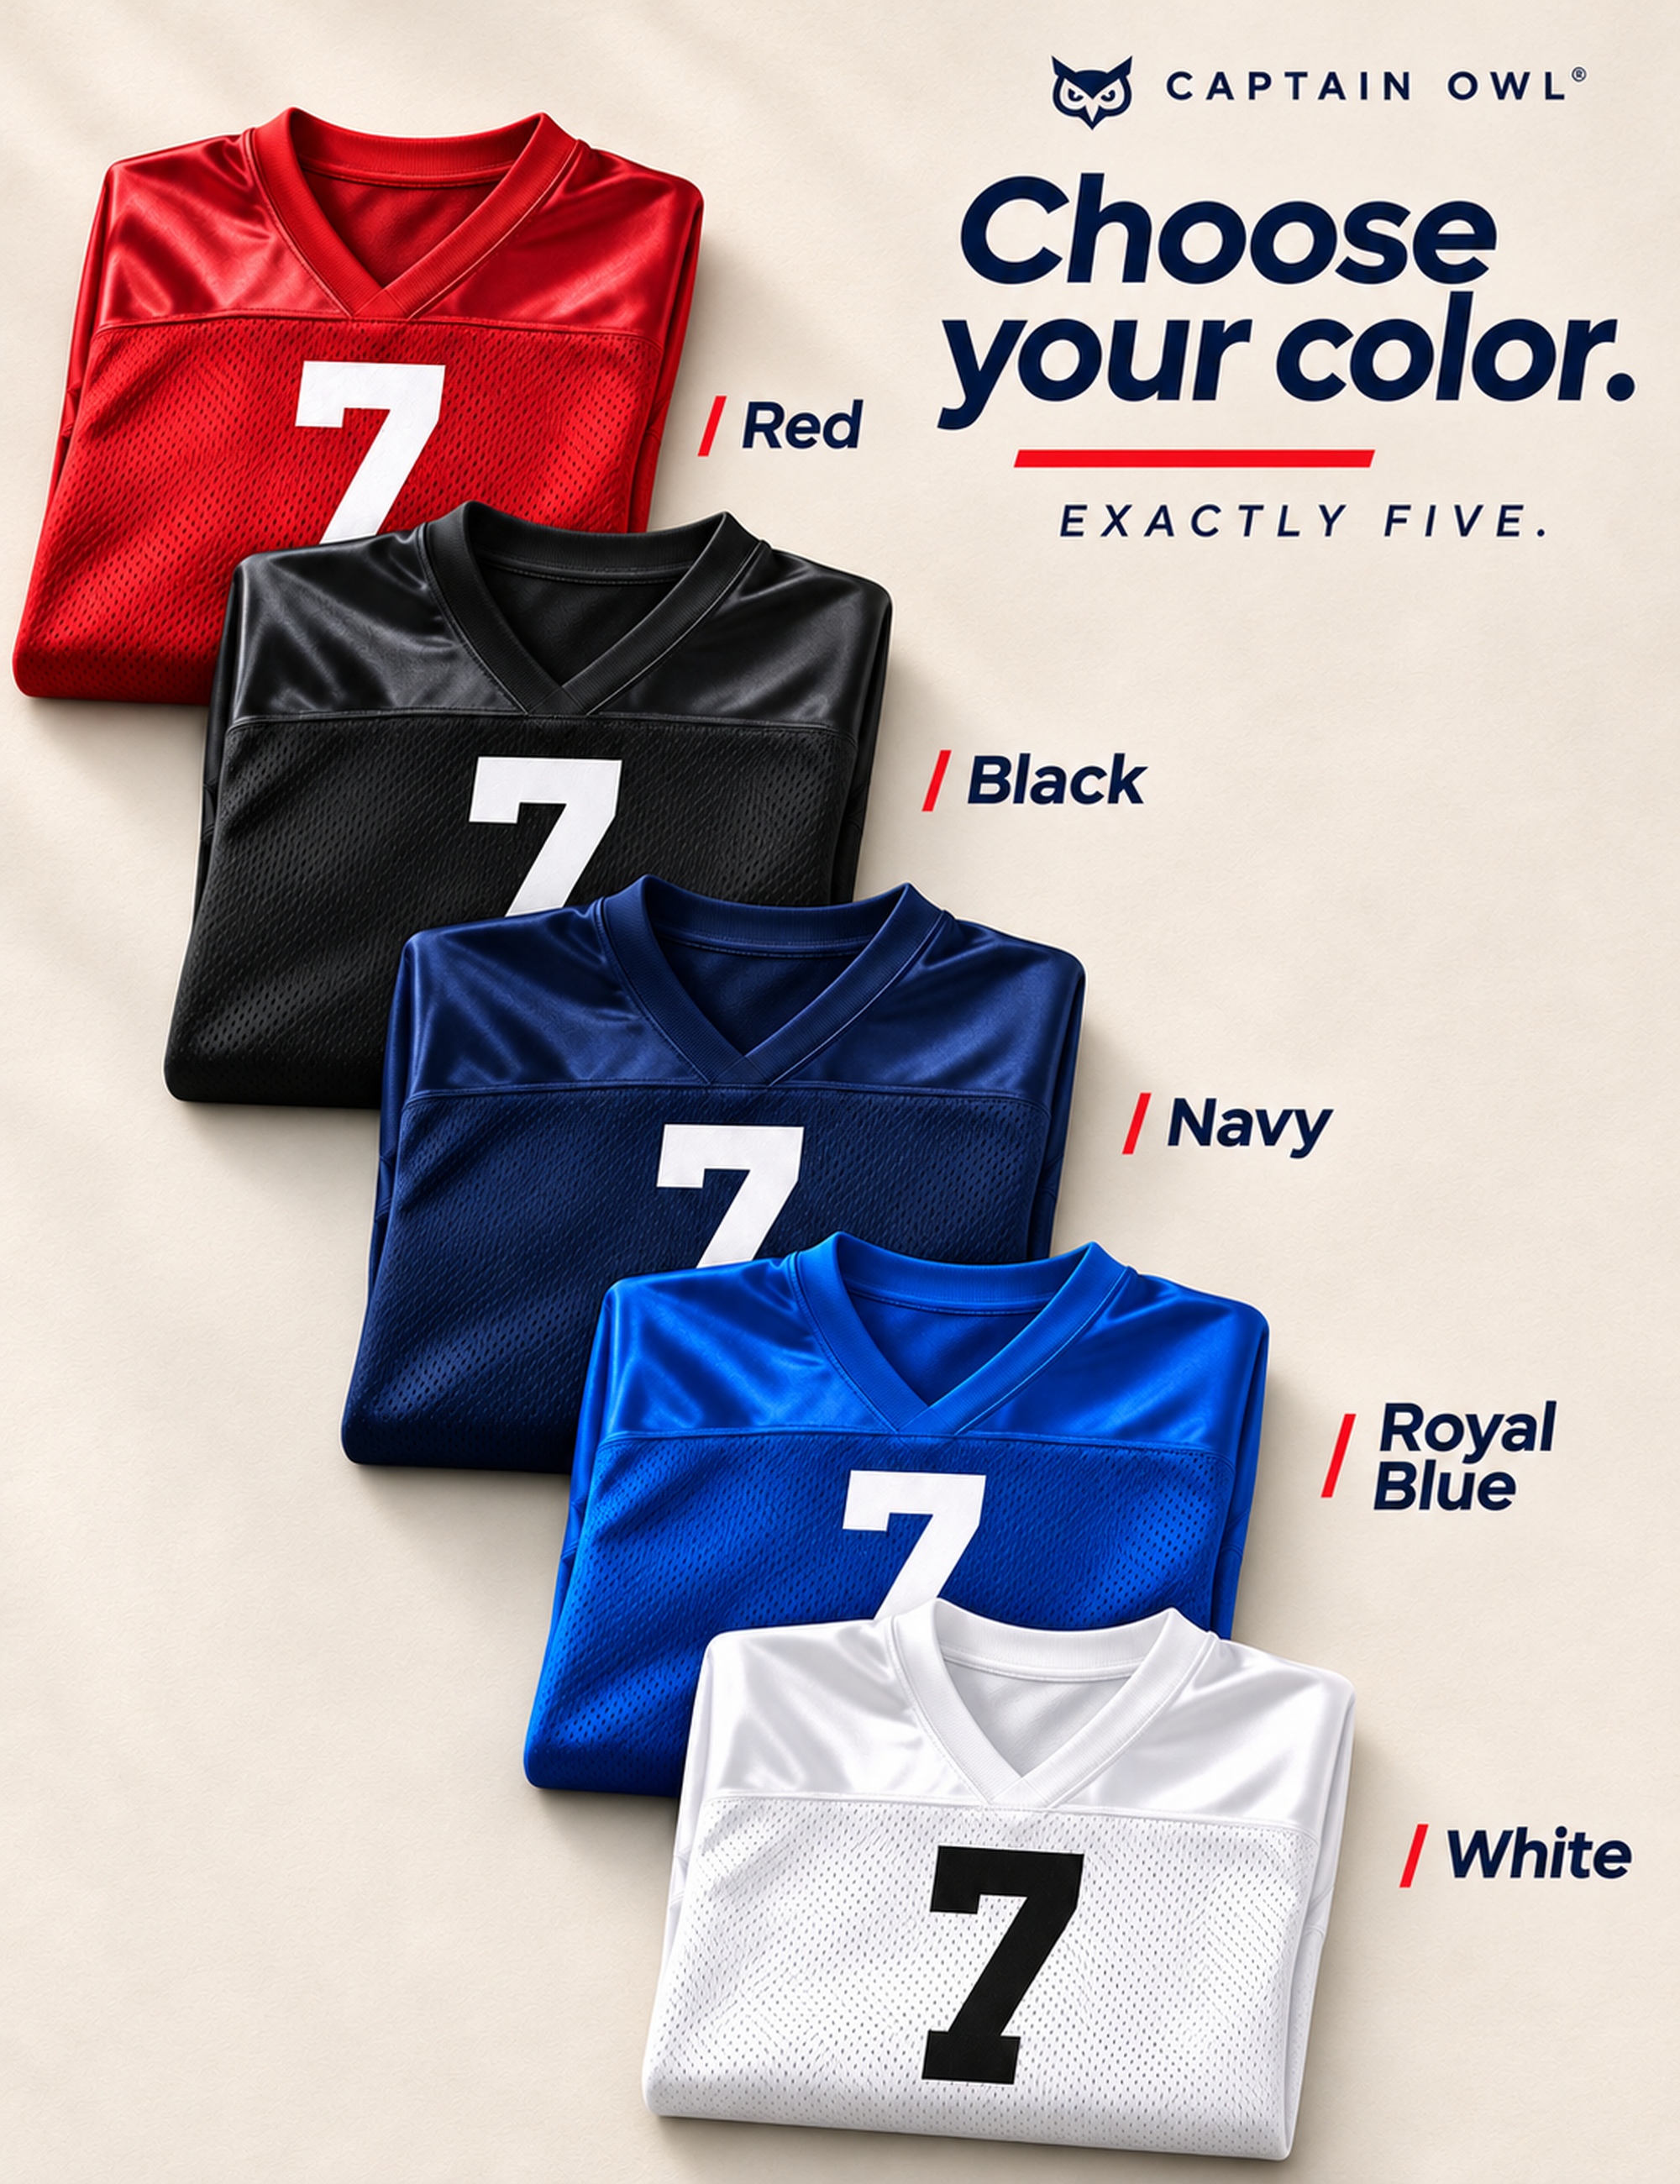 CAPTAIN OWL®
Choose
your color.
EXACTLY FIVE.
7
/ Red
7
/ Black
7
/ Navy
7
/ Royal
Blue
7
/ White